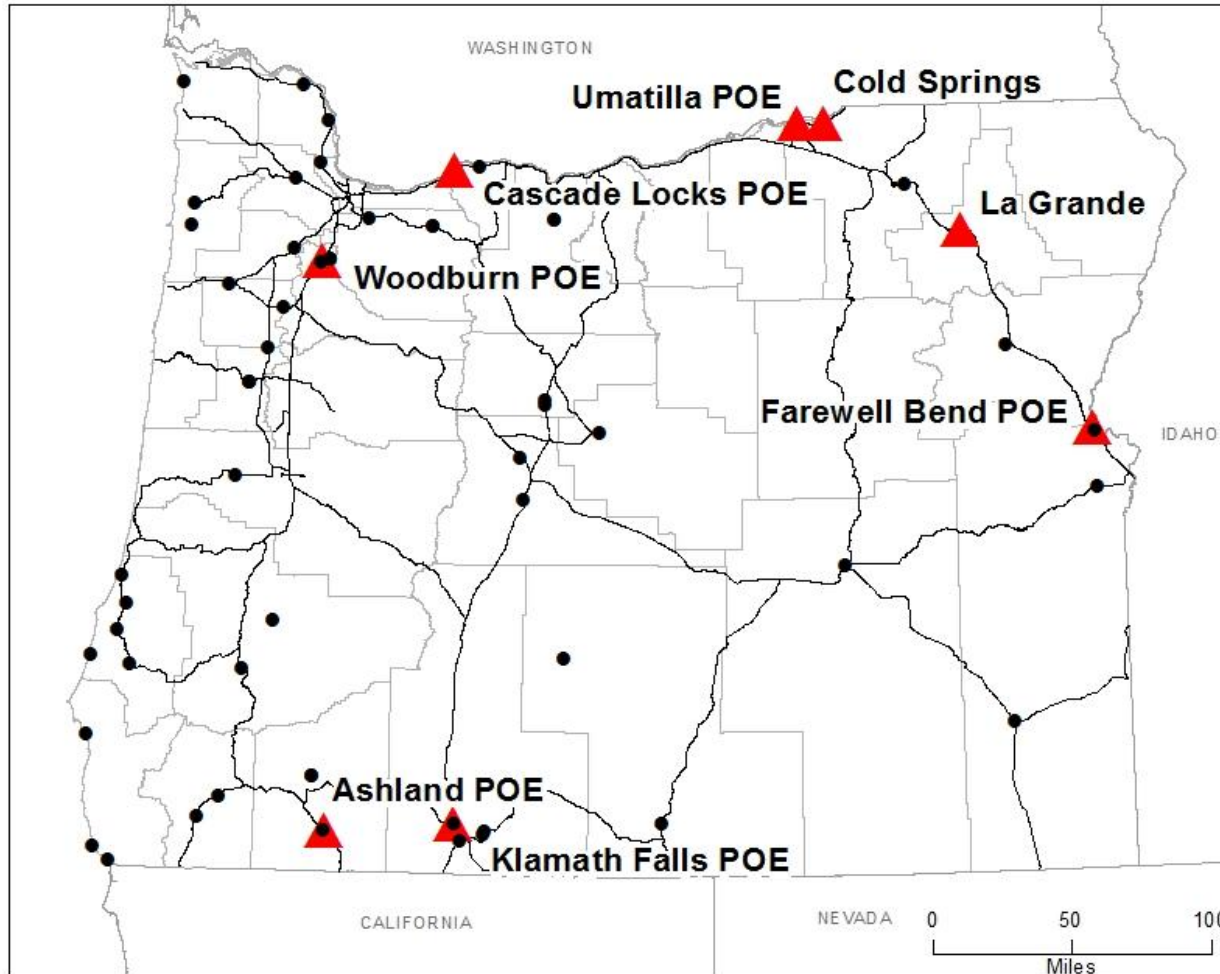 WASHINGTON
Cold Springs
Umatilla POE
Cascade Locks POE
La Grande
Woodburn POE
Farewell Bend POE
IDAHO
Ashland POE
Klamath Falls POE
CALIFORNIA
NEVADA
0 50 100
Miles